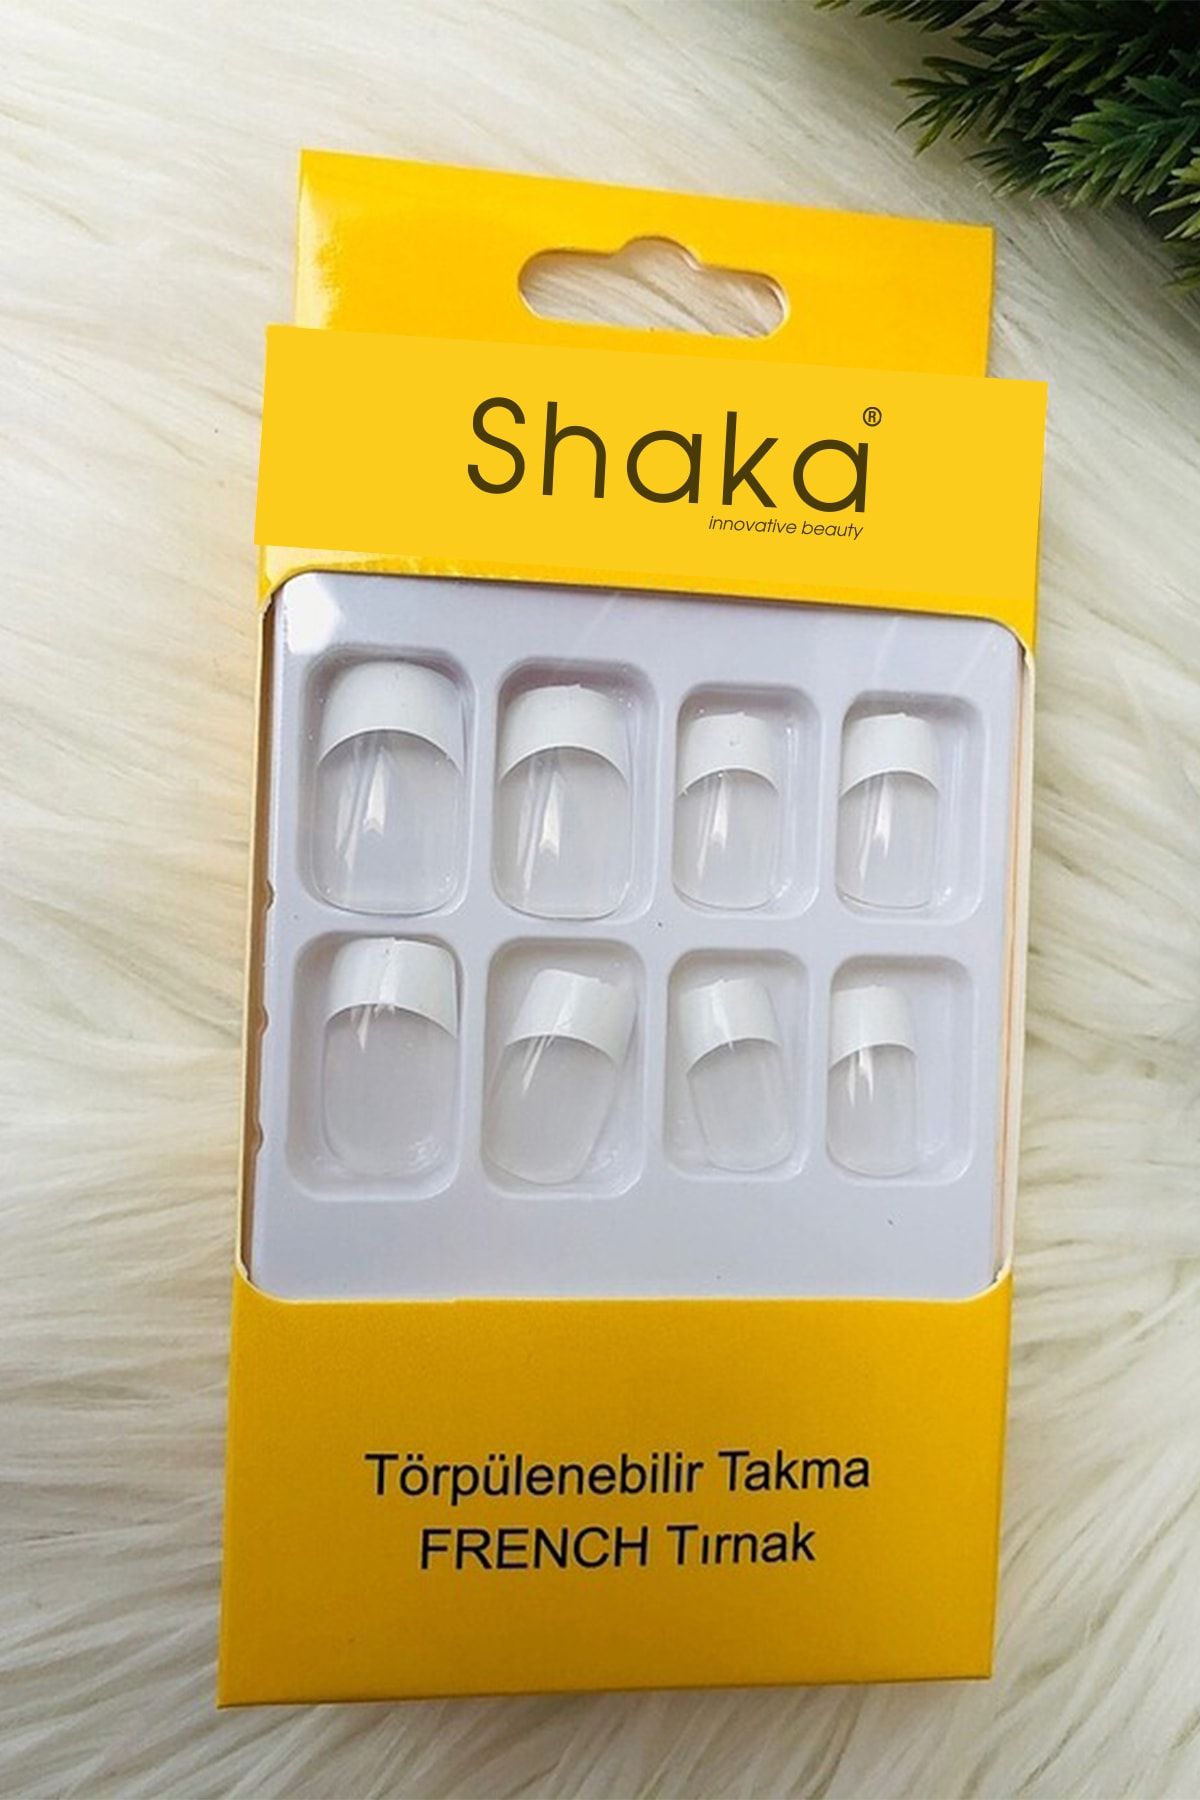 Shaka®
innovative beauty
Törpülenebilir Takma
FRENCH Tırnak